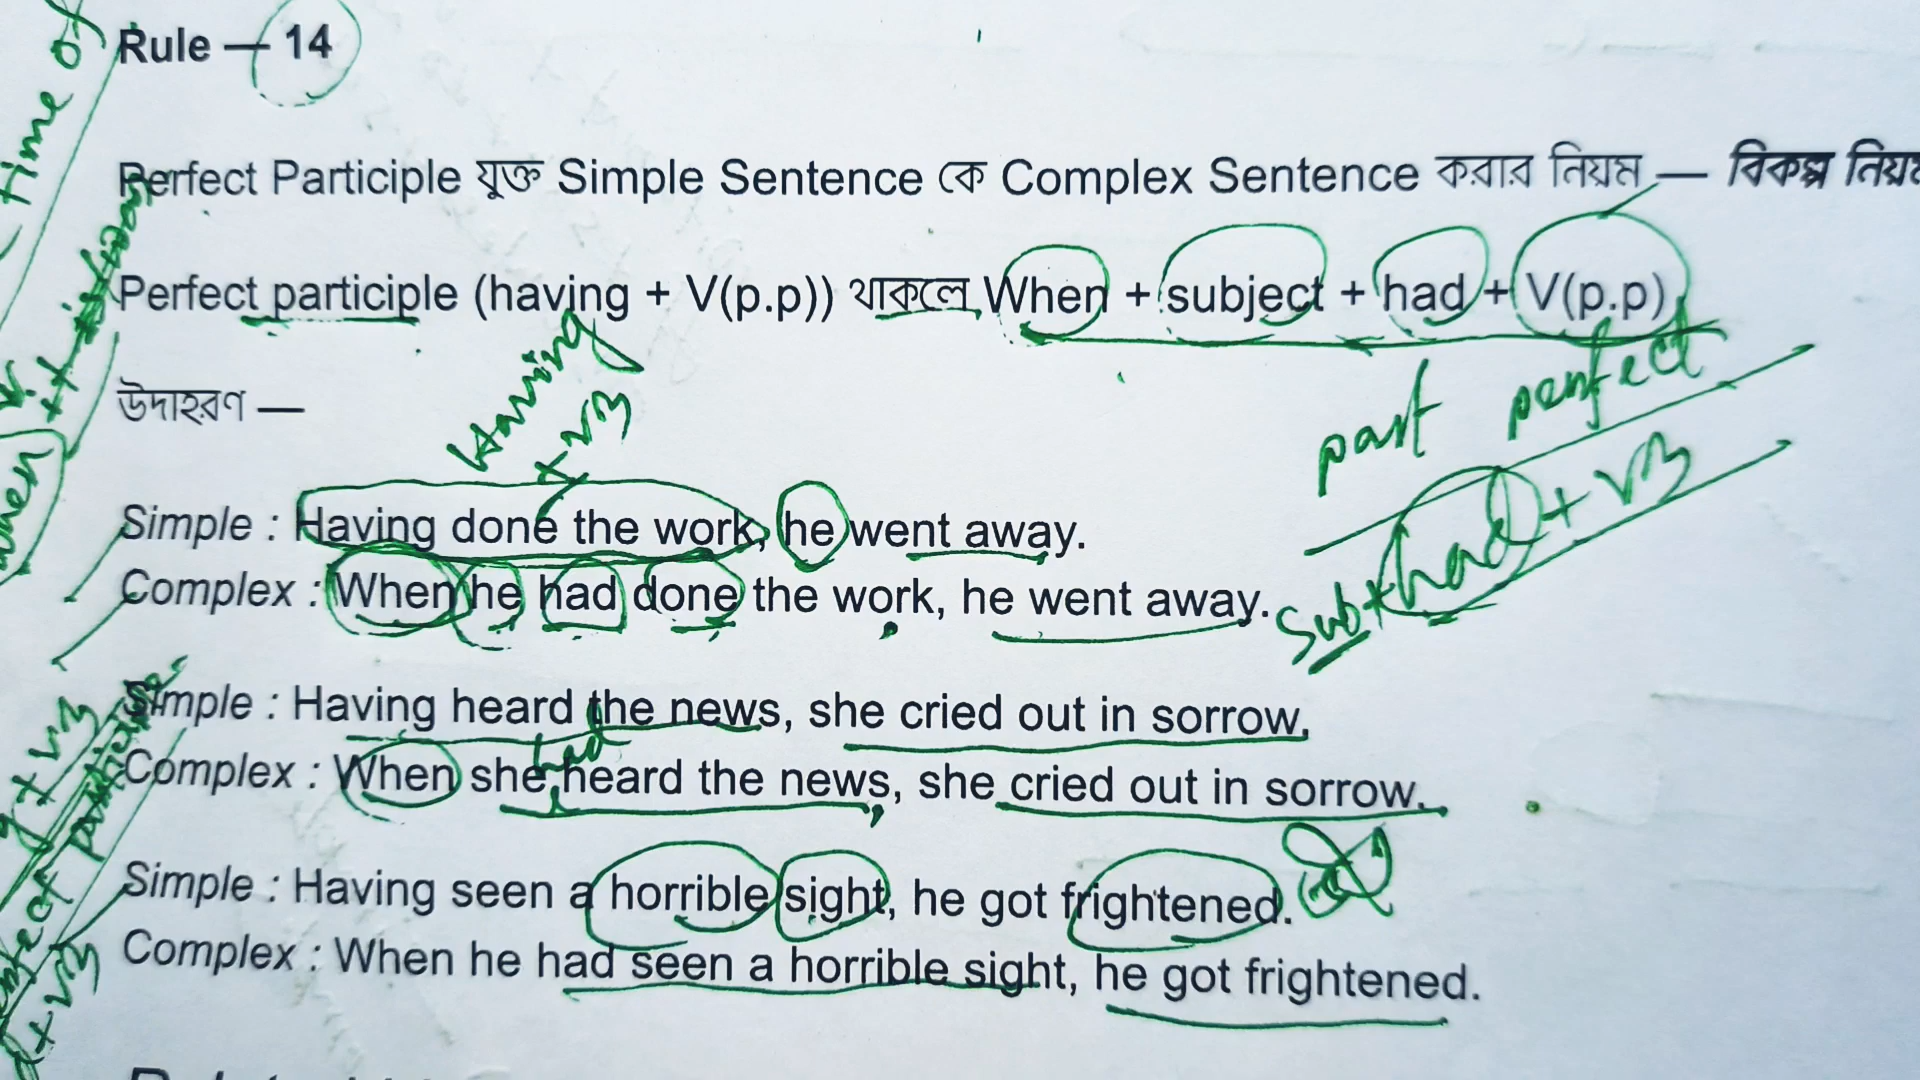 Rule — 14
Perfect Participle যুক্ত Simple Sentence কে Complex Sentence করার নিয়ম — বিকল্প
Perfect participle (having + V(p.p)) থাকলে When + subject + had + V(p.p)
past perfect
Sub + had + V3
উদাহরণ —
Having + V3
Simple : Having done the work, he went away.
Complex : When he had done the work, he went away.
Simple : Having heard the news, she cried out in sorrow.
had
Complex : When she heard the news, she cried out in sorrow.
Simple : Having seen a horrible sight, he got frightened.
Complex : When he had seen a horrible sight, he got frightened.
time of
+ V3